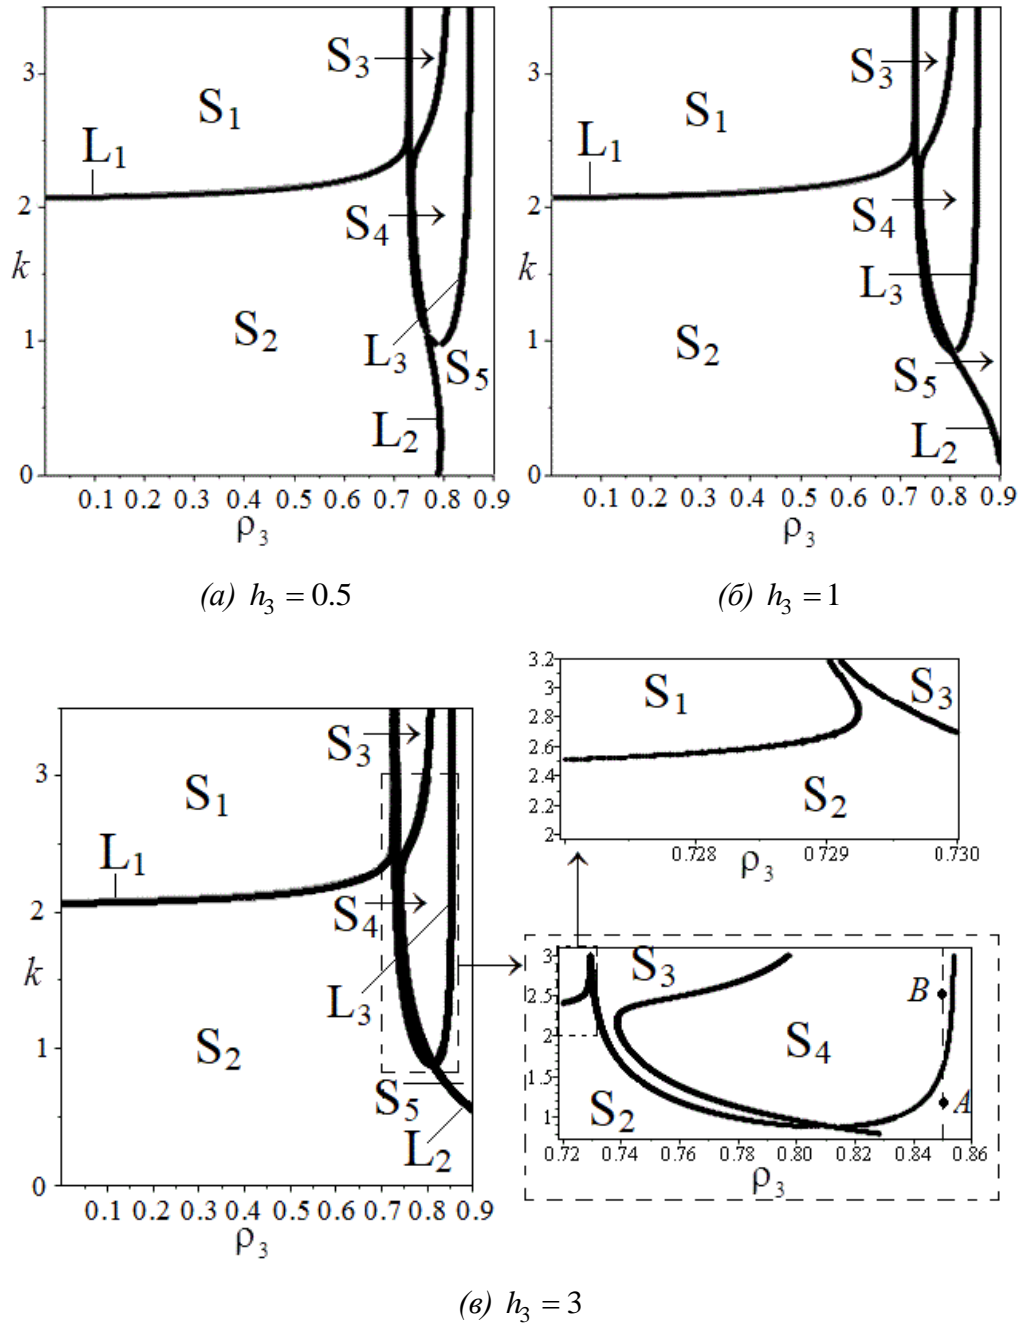 S3
3
S1
L1
2
S4
k
S2
1
L3
S5
L2
0
0.1 0.2 0.3 0.4 0.5 0.6 0.7 0.8 0.9
ρ3
(а) h3 = 0.5
S3
3
S1
L1
2
S4
k
L3
S2
1
S5
L2
0
0.1 0.2 0.3 0.4 0.5 0.6 0.7 0.8 0.9
ρ3
(б) h3 = 1
S3
3
S1
L1
2
S4
k
L3
S2
1
S5
L2
0
0.1 0.2 0.3 0.4 0.5 0.6 0.7 0.8 0.9
ρ3
3.2
3
S1
S3
2.8
2.6
2.4
S2
2.2
2
0.728 0.729 0.730
ρ3
3
S3
2.5
B
S4
2
1.5
S2
A
1
0.72 0.74 0.76 0.78 0.80 0.82 0.84 0.86
ρ3
(в) h3 = 3